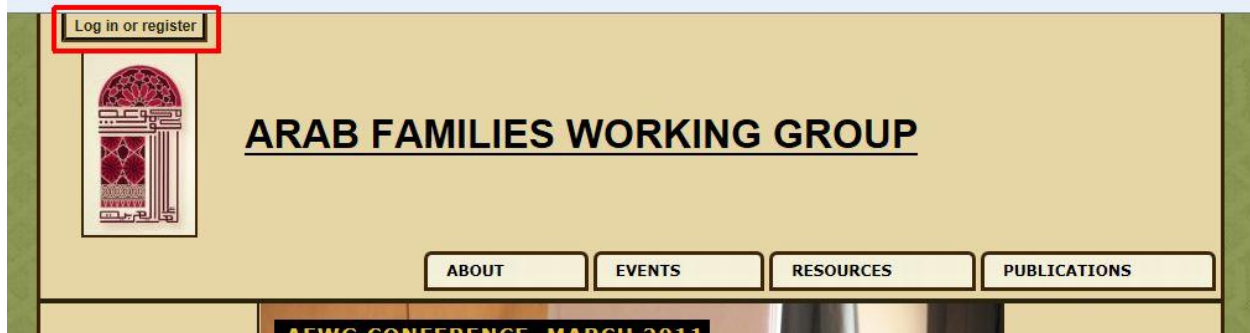 Log in or register
ARAB FAMILIES WORKING GROUP
ABOUT
EVENTS
RESOURCES
PUBLICATIONS
AFWG CONFERENCE, MARCH 2011